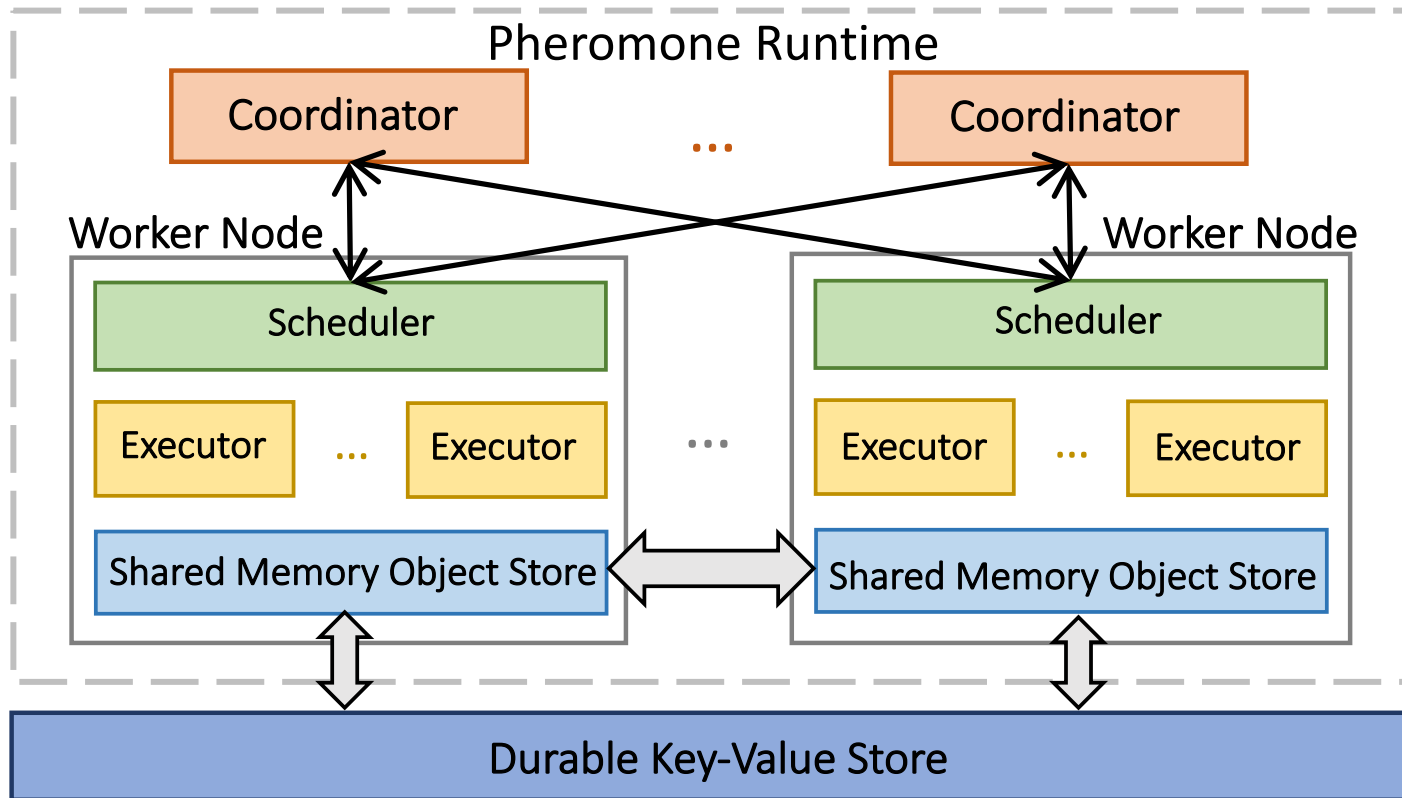 Pheromone Runtime
Coordinator
...
Coordinator
Worker Node
Worker Node
Scheduler
Scheduler
Executor
...
Executor
...
Executor
...
Executor
Shared Memory Object Store
Shared Memory Object Store
Durable Key-Value Store